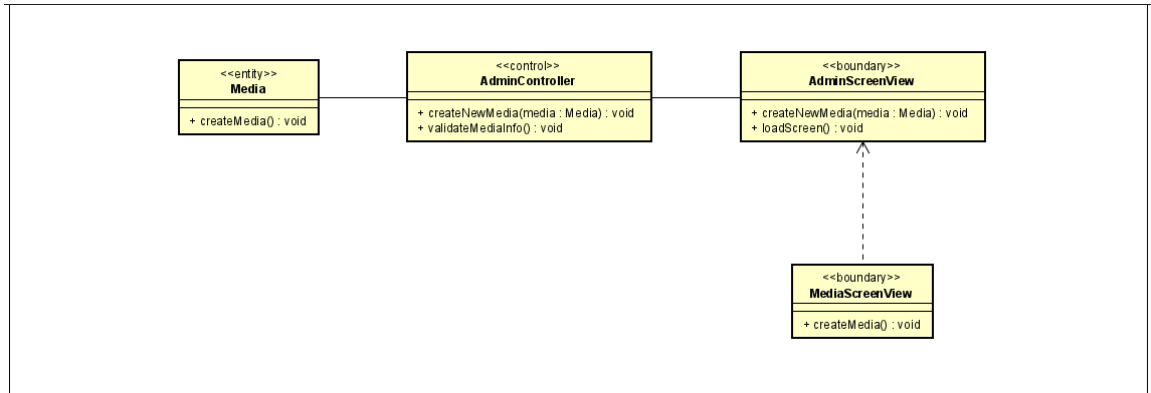 <<entity>>
Media
+ createMedia() : void
<<control>>
AdminController
+ createNewMedia(media : Media) : void
+ validateMediaInfo() : void
<<boundary>>
AdminScreenView
+ createNewMedia(media : Media) : void
+ loadScreen() : void
<<boundary>>
MediaScreenView
+ createMedia() : void